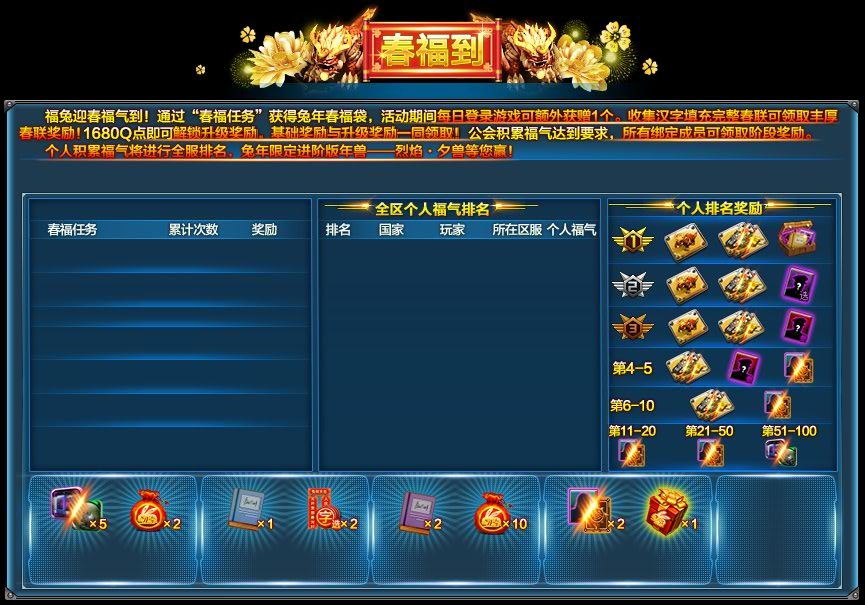 春福到
福兔迎春福气到！通过“春福任务”获得兔年春福袋，活动期间每日登录游戏可额外获赠1个。收集汉字填充完整春联可领取丰厚
春联奖励！1680Q点即可解锁升级奖励。基础奖励与升级奖励一同领取！公会积累福气达到要求，所有绑定成员可领取阶段奖励。
个人积累福气将进行全服排名，兔年限定进阶版年兽——烈焰·夕兽等您赢！
全区个人福气排名
个人排名奖励
春福任务 累计次数 奖励
排名 国家 玩家 所在区服 个人福气
1
2
选
3
第4-5
第6-10
第11-20 第21-50 第51-100
×5 ×2 ×1 字 选×2 ×2 ×10 ×2 ×1